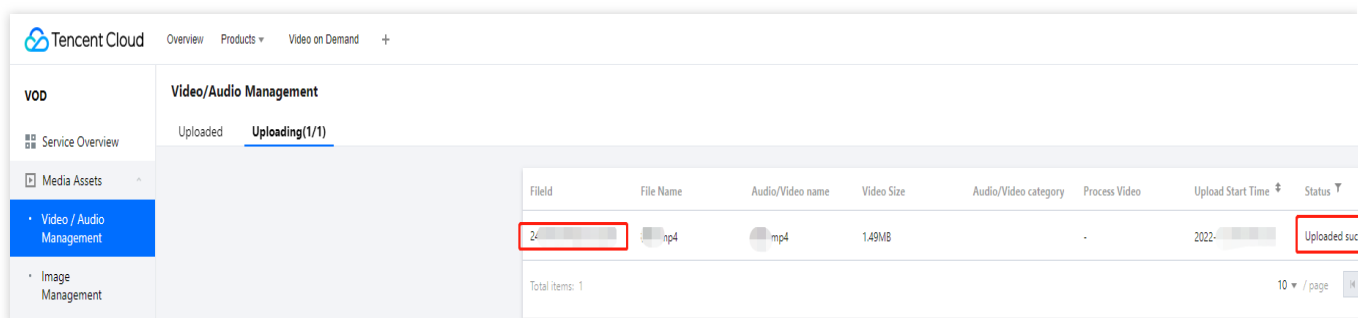 Tencent Cloud Overview Products Video on Demand +
VOD
Video/Audio Management
Uploaded Uploading(1/1)
Service Overview
Media Assets
Video / Audio
Management
Image
Management
FileId File Name Audio/Video name Video Size Audio/Video category Process Video Upload Start Time Status
24 mp4 mp4 1.49MB - 2022- Uploaded suc
Total items: 1 10 / page